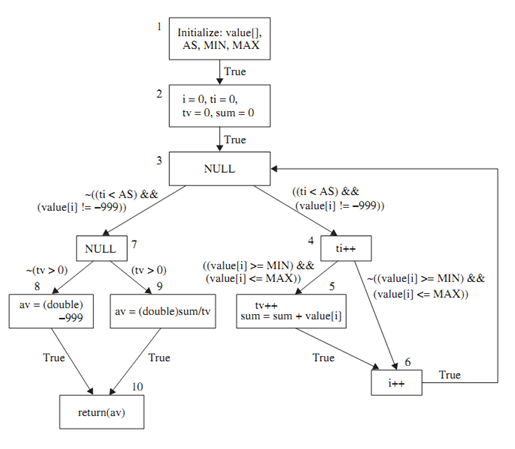 1
Initialize: value[],
AS, MIN, MAX
True
2
i = 0, ti = 0,
tv = 0, sum = 0
True
3
NULL
~((ti < AS) &&
(value[i] != −999))
((ti < AS) &&
(value[i] != −999))
NULL
7
4
ti++
~(tv > 0)
(tv > 0)
((value[i] >= MIN) &&
(value[i] <= MAX))
~((value[i] >= MIN) &&
(value[i] <= MAX))
8
av = (double)
−999
9
av = (double)sum/tv
5
tv++
sum = sum + value[i]
True
True
True
6
i++
True
10
return(av)